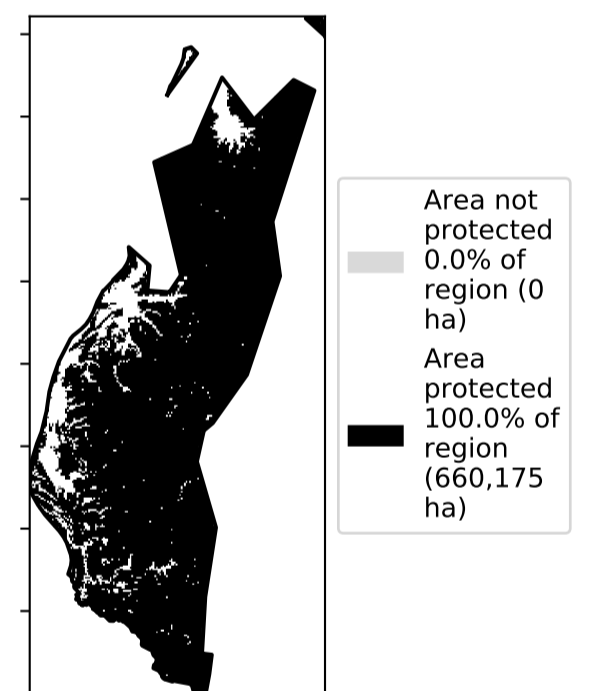 Area not
protected
0.0% of
region (0
ha)
Area
protected
100.0% of
region
(660,175
ha)